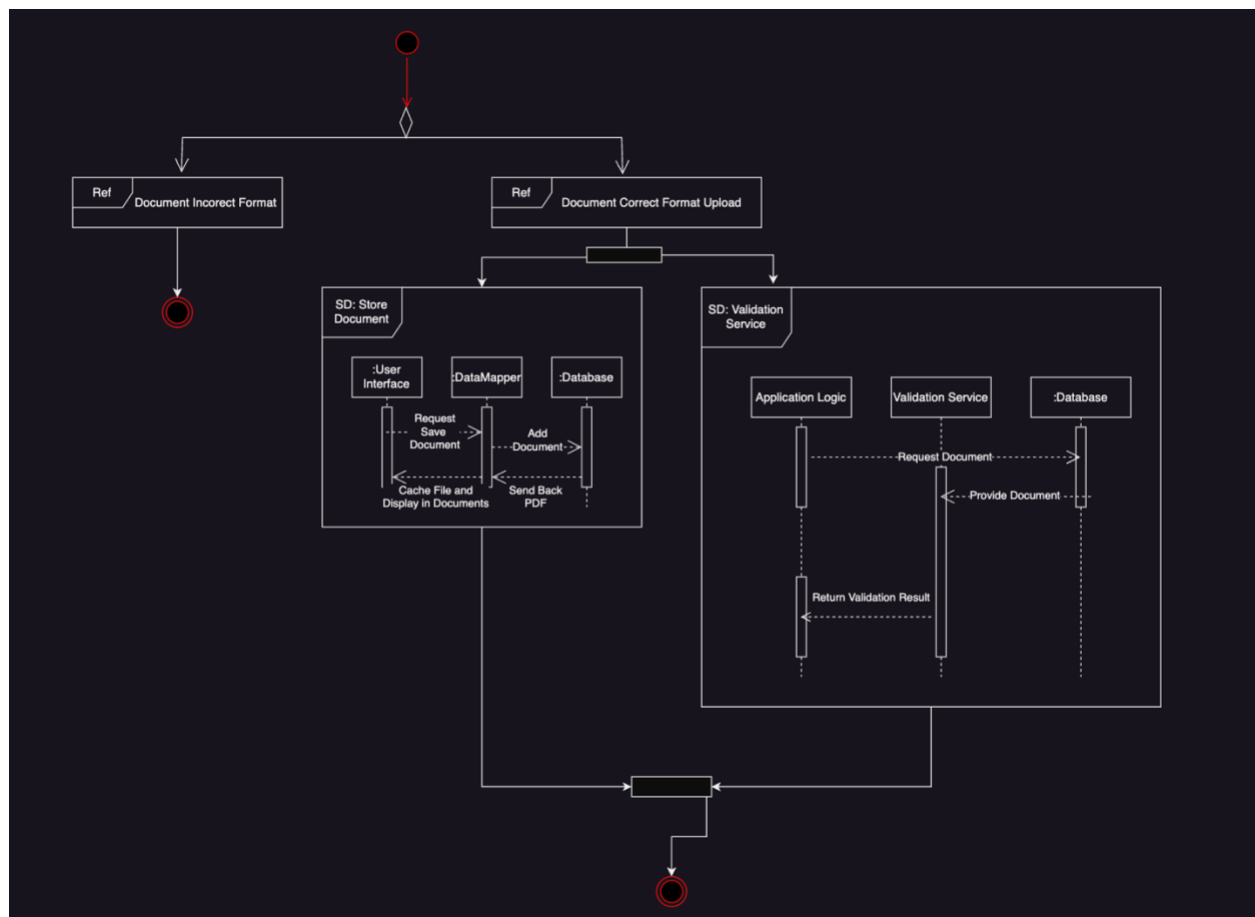 Ref
Document Incorect Format
Ref
Document Correct Format Upload
SD: Store
Document
:User
Interface
:DataMapper
:Database
Request
Save
Document
Add
Document
Cache File and
Display in Documents
Send Back
PDF
SD: Validation
Service
Application Logic
Validation Service
:Database
Request Document
Provide Document
Return Validation Result